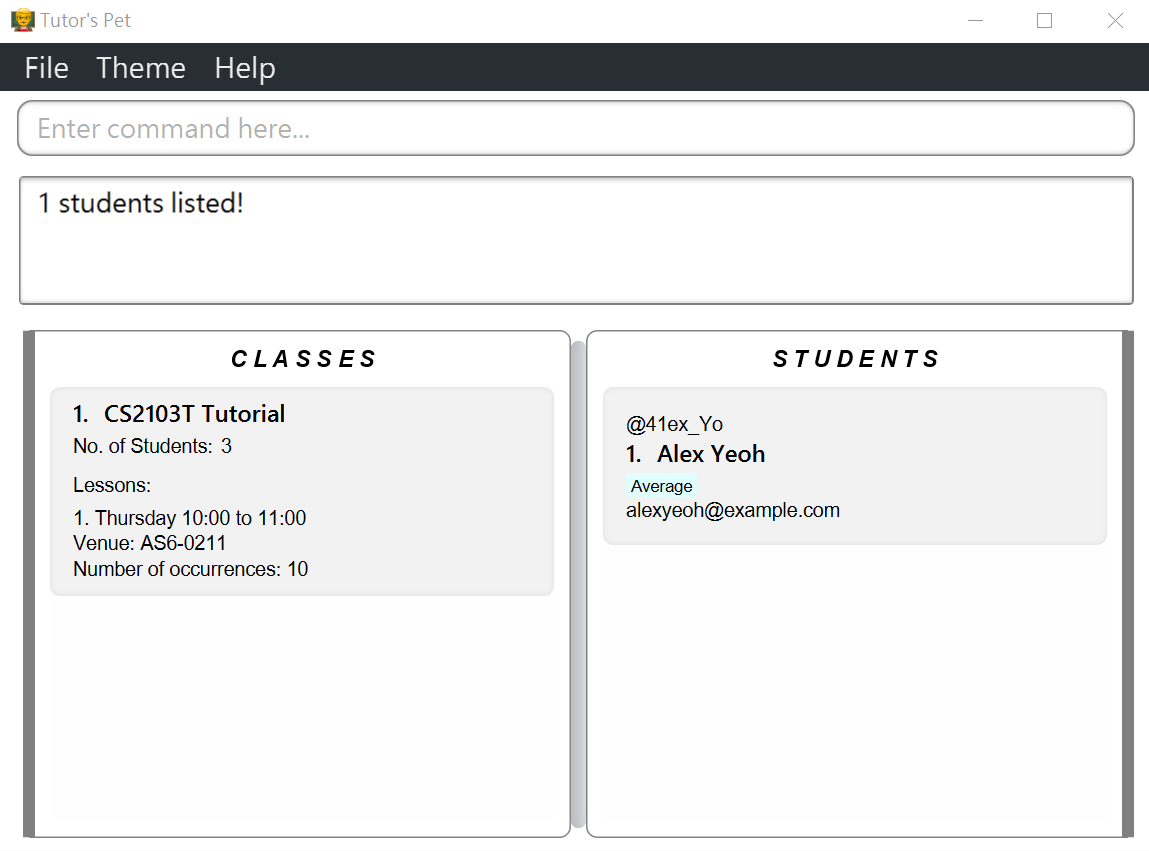 Tutor's Pet
File Theme Help
Enter command here...
1 students listed!
CLASSES
1. CS2103T Tutorial
No. of Students: 3
Lessons:
1. Thursday 10:00 to 11:00
Venue: AS6-0211
Number of occurrences: 10
STUDENTS
@41ex_Yo
1. Alex Yeoh
Average
alexyeoh@example.com